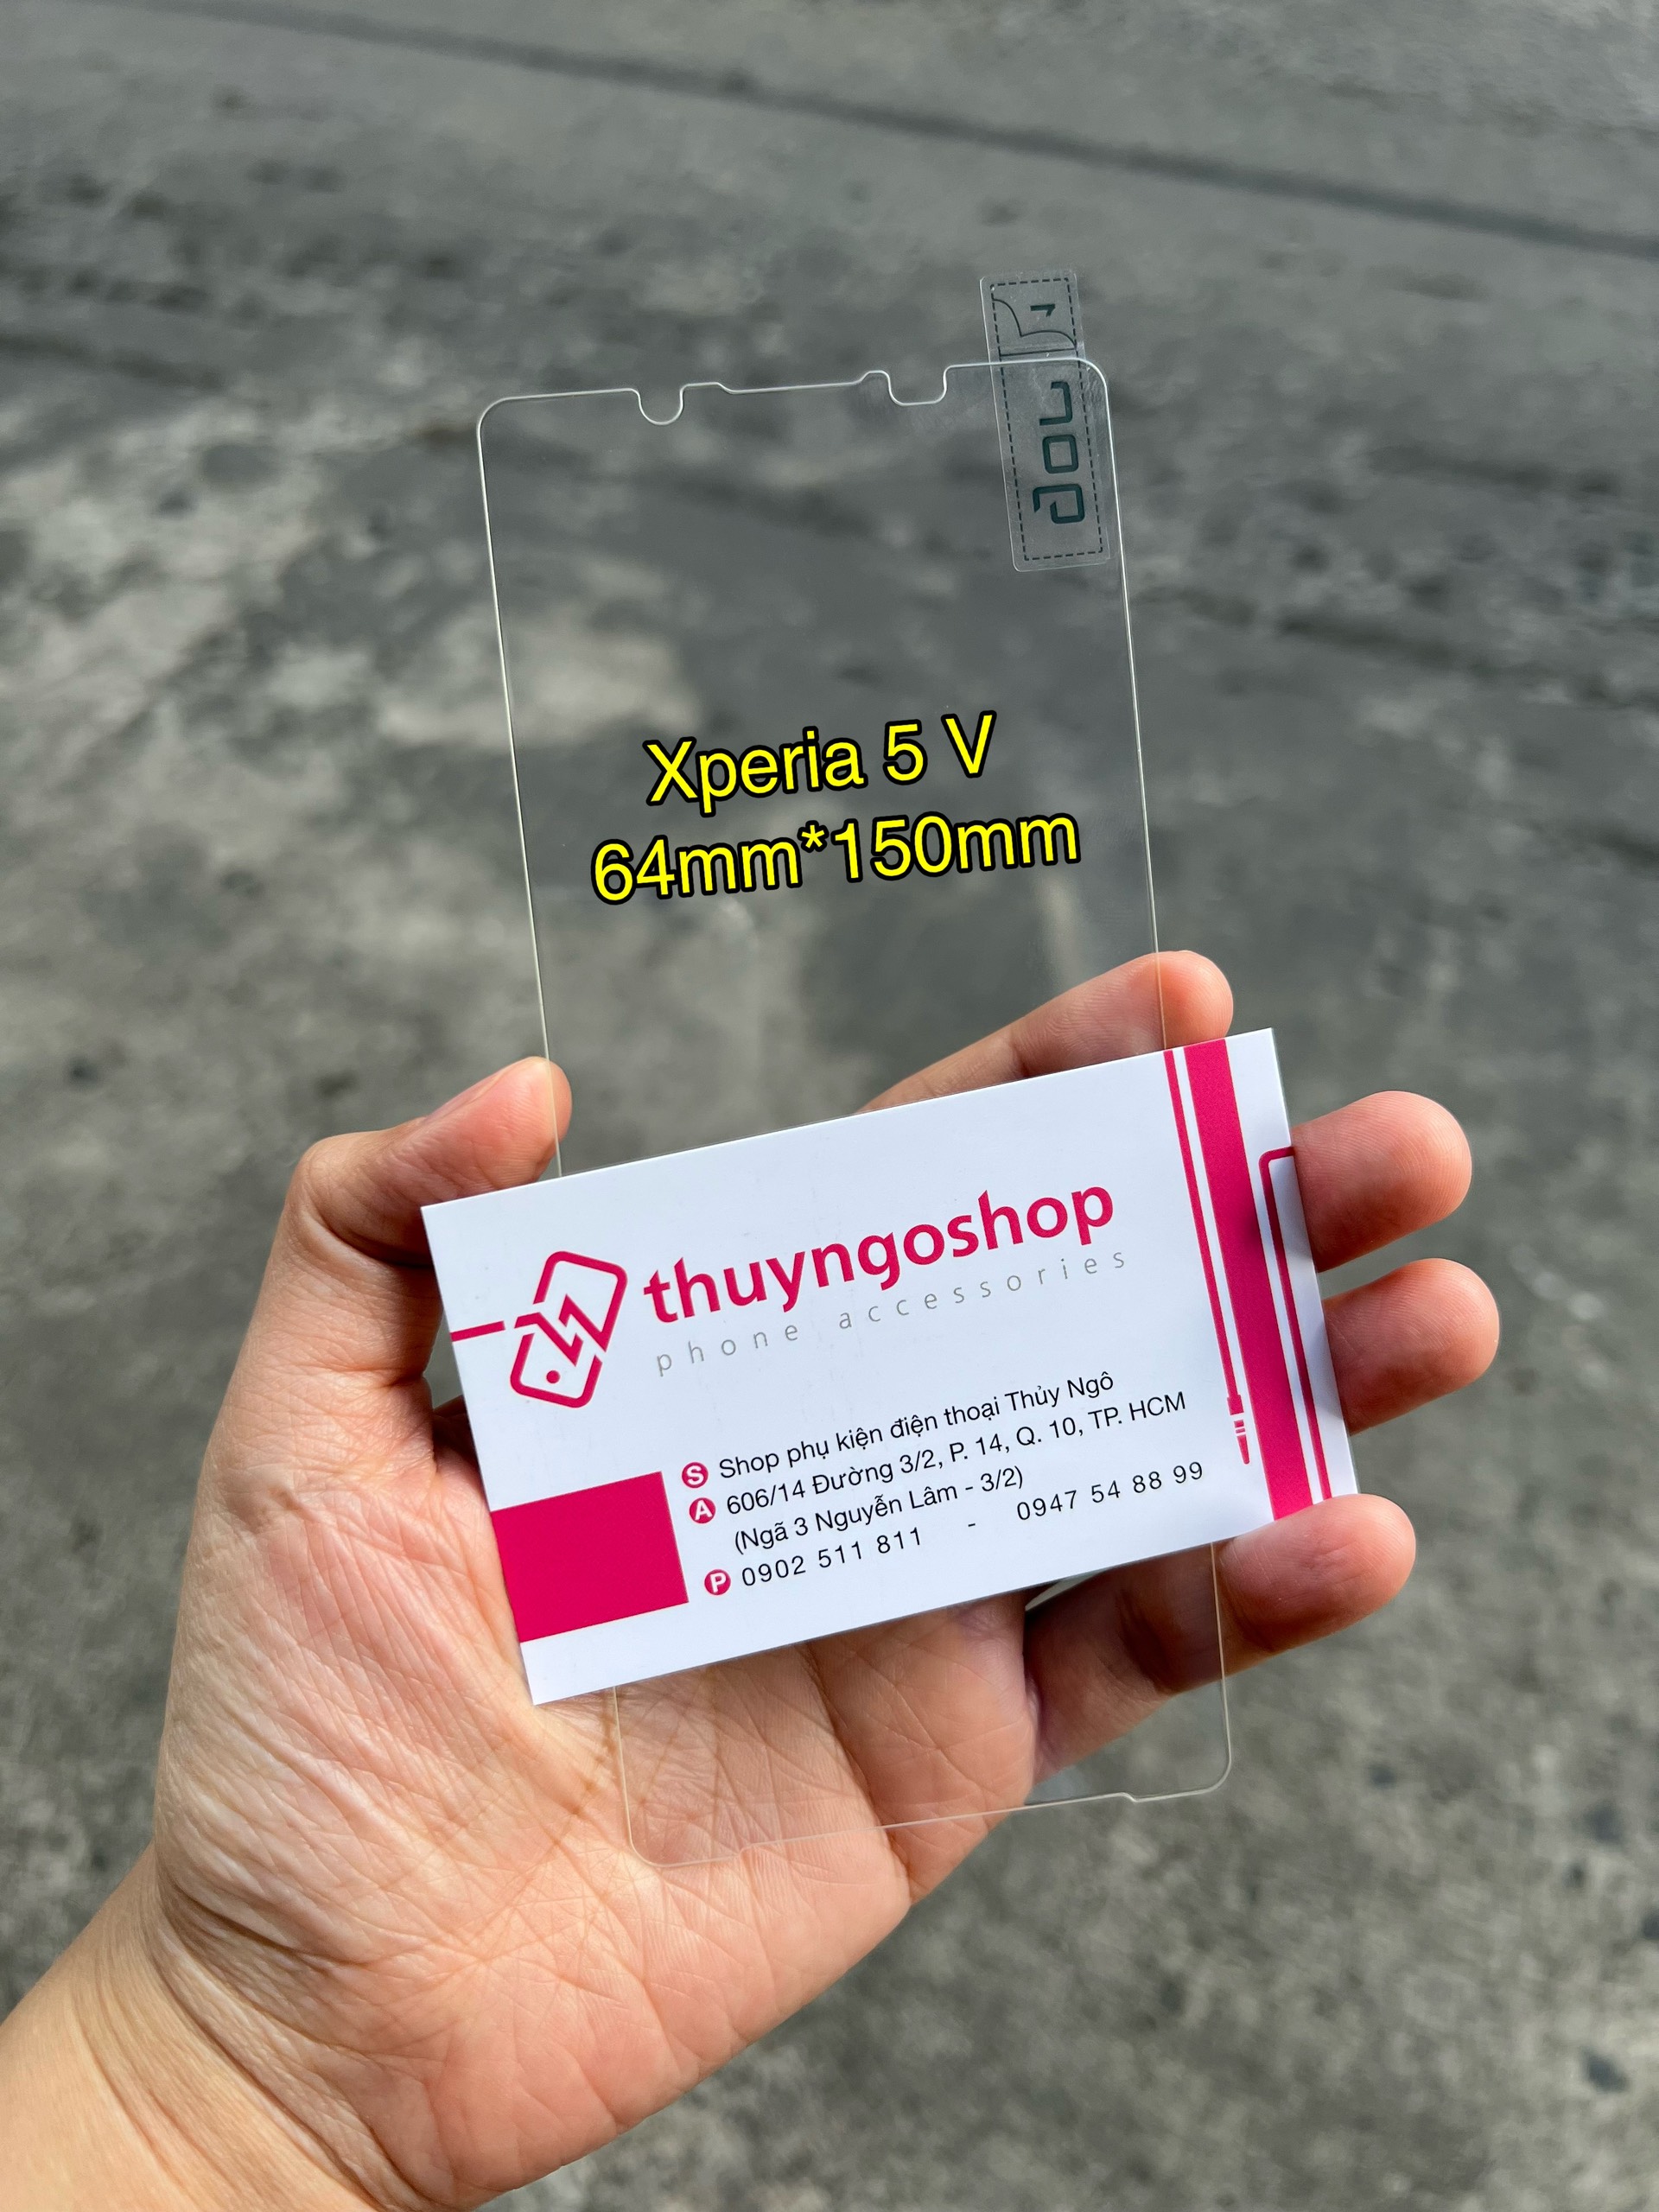 GOU
Xperia 5 V
64mm*150mm
thuyngoshop
phone accessories
S Shop phụ kiện điện thoại Thủy Ngô
A 606/14 Đường 3/2, P. 14, Q. 10, TP. HCM
(Ngã 3 Nguyễn Lâm - 3/2)
P 0902 511 811 - 0947 54 88 99